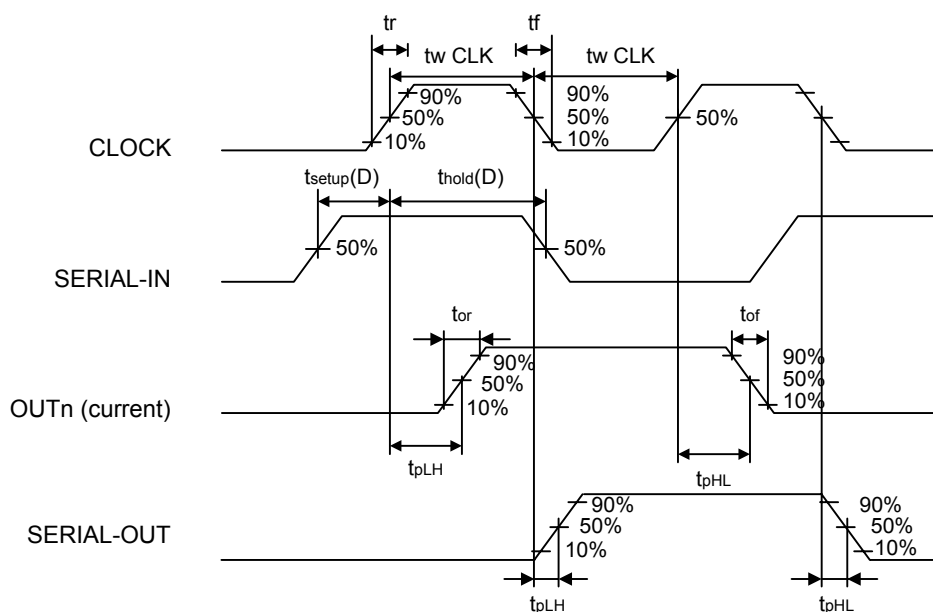 tr
tf
tw CLK
tw CLK
90%
90%
50%
50%
50%
10%
10%
CLOCK
tsetup(D)
thold(D)
50%
50%
SERIAL-IN
tor
tof
90%
90%
50%
50%
10%
10%
OUTn (current)
tpLH
tpHL
90%
90%
50%
50%
SERIAL-OUT
10%
10%
tpLH
tpHL